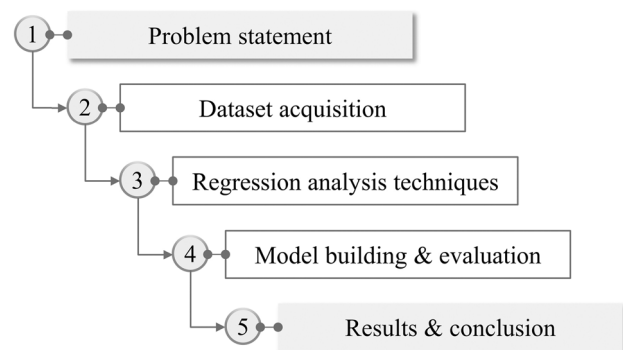 1 Problem statement
2 Dataset acquisition
3 Regression analysis techniques
4 Model building & evaluation
5 Results & conclusion